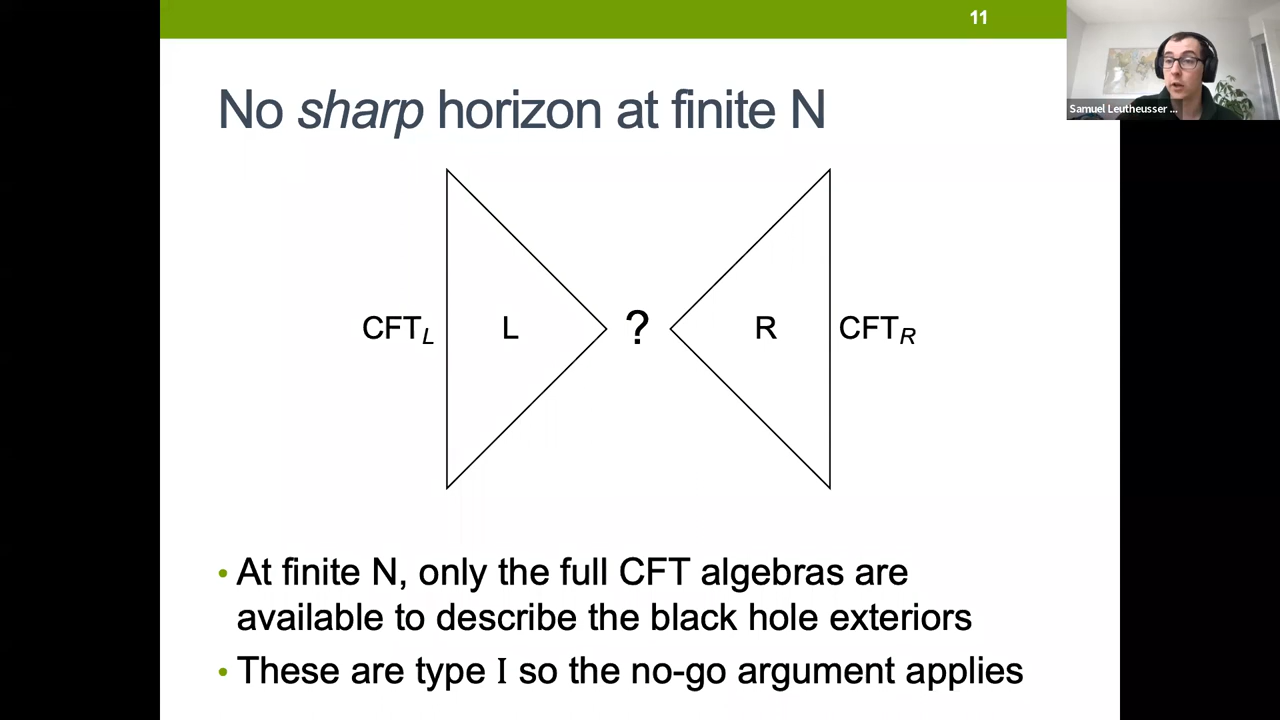 11
Samuel Leutheusser ...
No sharp horizon at finite N
CFT_L
L
?
R
CFT_R
• At finite N, only the full CFT algebras are
available to describe the black hole exteriors
• These are type I so the no-go argument applies